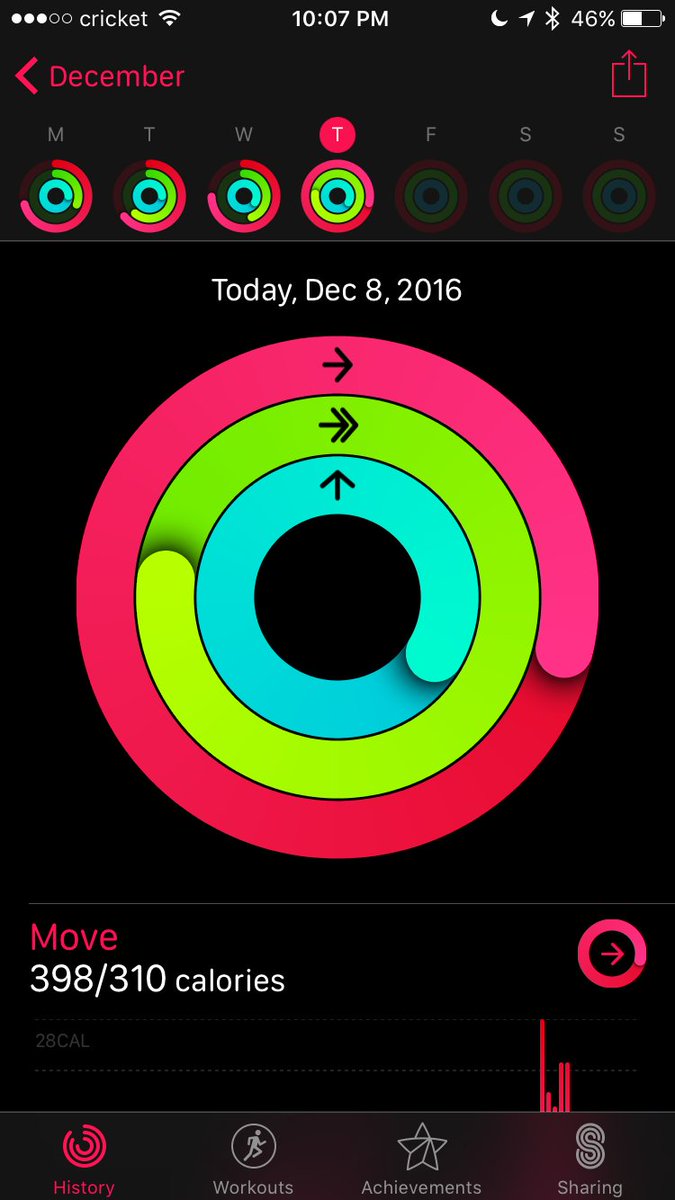 cricket 10:07 PM 46%
December
M T W T F S S
Today, Dec 8, 2016
Move
398/310 calories
28CAL
History Workouts Achievements Sharing